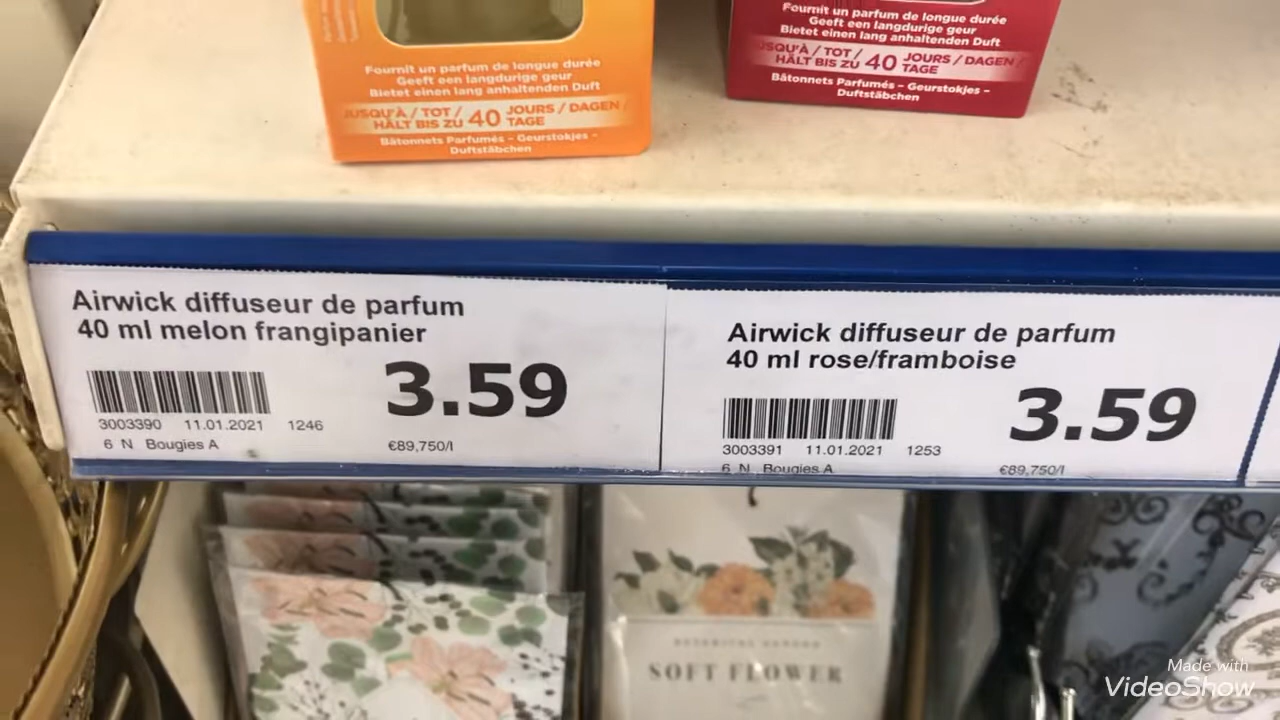 Fournit un parfum de longue durée
Geeft een langdurige geur
Bietet einen lang anhaltenden Duft
JUSQU'À / TOT / 40 JOURS / DAGEN /
HÄLT BIS ZU TAGE
Bâtonnets Parfumés – Geurstokjes –
Duftstäbchen
Fournit un parfum de longue durée
Geeft een langdurige geur
Bietet einen lang anhaltenden Duft
JUSQU'À / TOT / 40 JOURS / DAGEN /
HÄLT BIS ZU TAGE
Bâtonnets Parfumés – Geurstokjes –
Duftstäbchen
Airwick diffuseur de parfum
40 ml melon frangipanier
3.59
3003390 11.01.2021 1246
6 N Bougies A
€89,750/l
Airwick diffuseur de parfum
40 ml rose/framboise
3.59
3003391 11.01.2021 1253
6 N Bougies A
€89,750/l
SOFT FLOWER
Made with
VideoShow